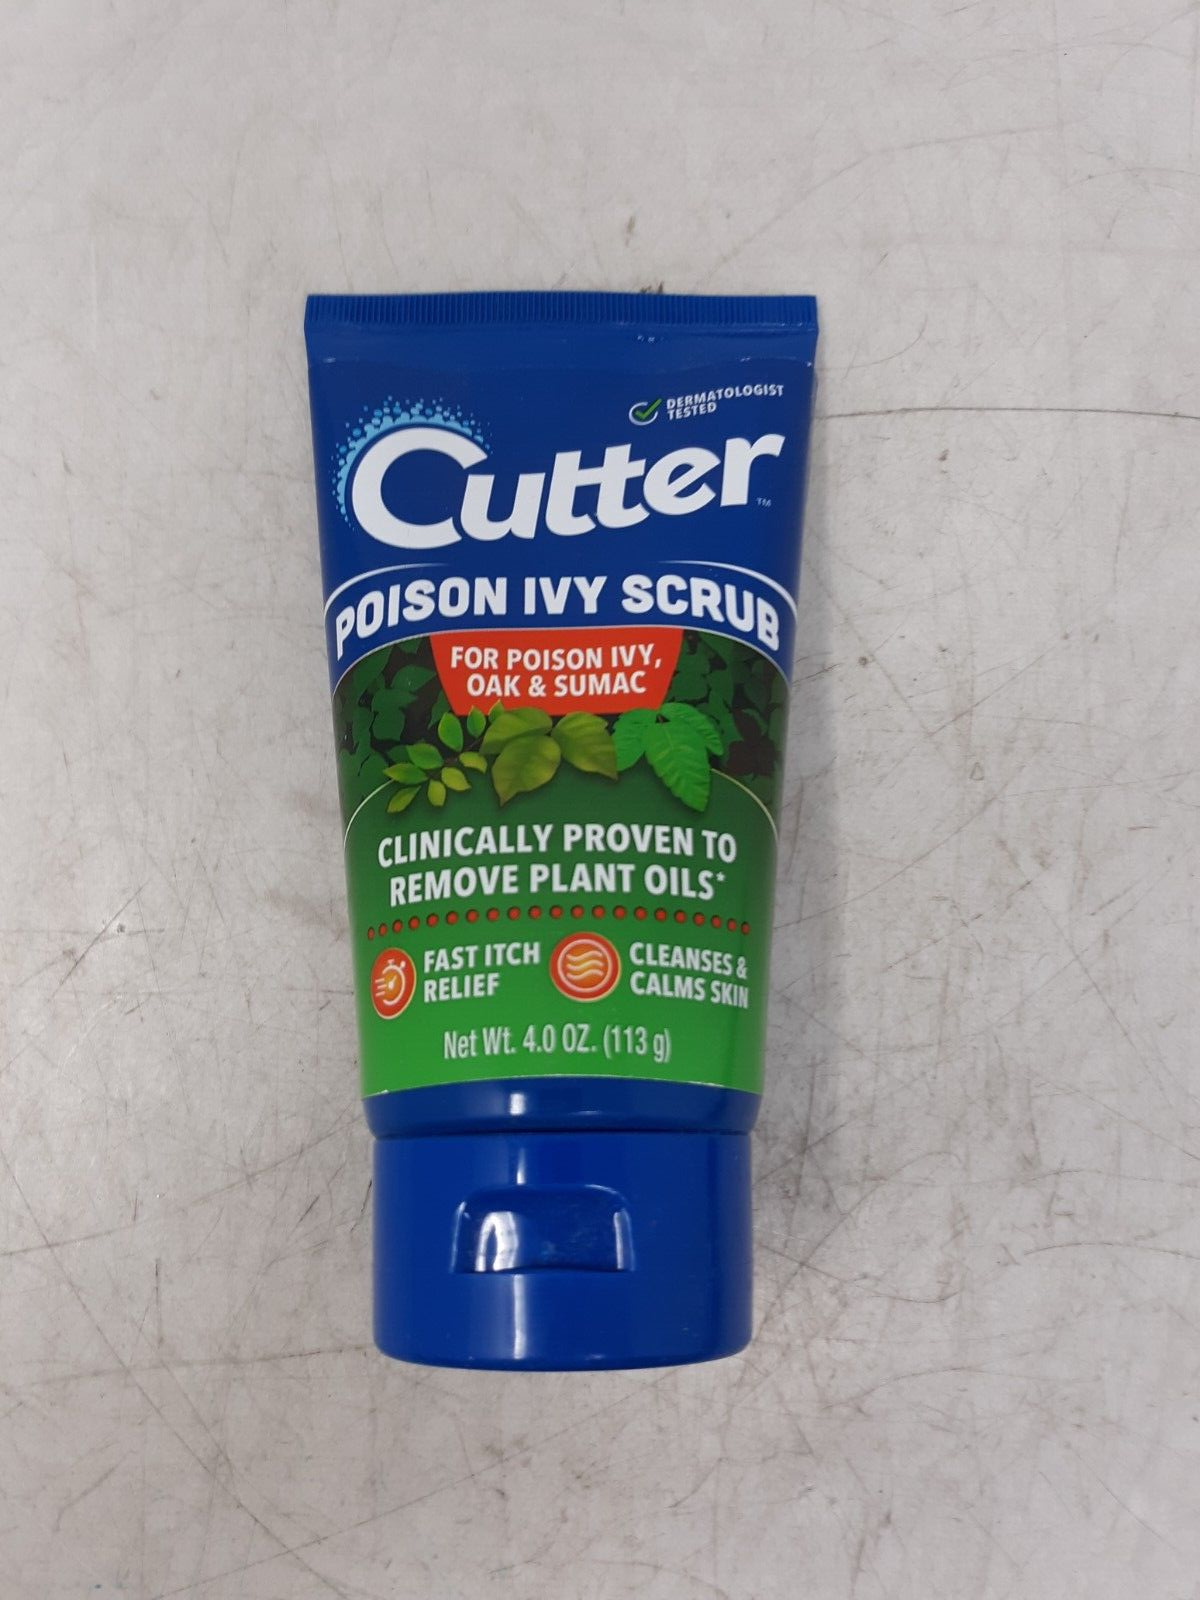 DERMATOLOGIST
TESTED
Cutter™
POISON IVY SCRUB
FOR POISON IVY,
OAK & SUMAC
CLINICALLY PROVEN TO
REMOVE PLANT OILS*
FAST ITCH
RELIEF
CLEANSES &
CALMS SKIN
Net Wt. 4.0 OZ. (113 g)